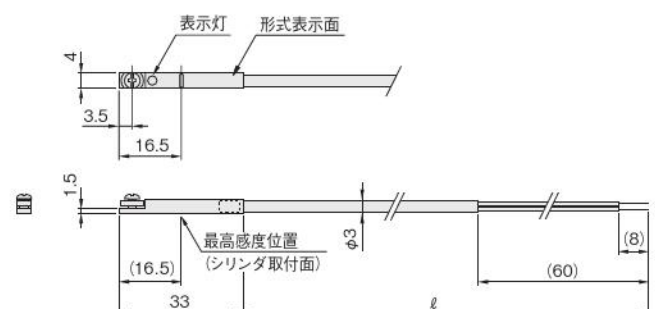 表示灯
形式表示面
4
3.5
16.5
1.5
最高感度位置
(シリンダ取付面)
φ3
(8)
(16.5)
(60)
33
ℓ